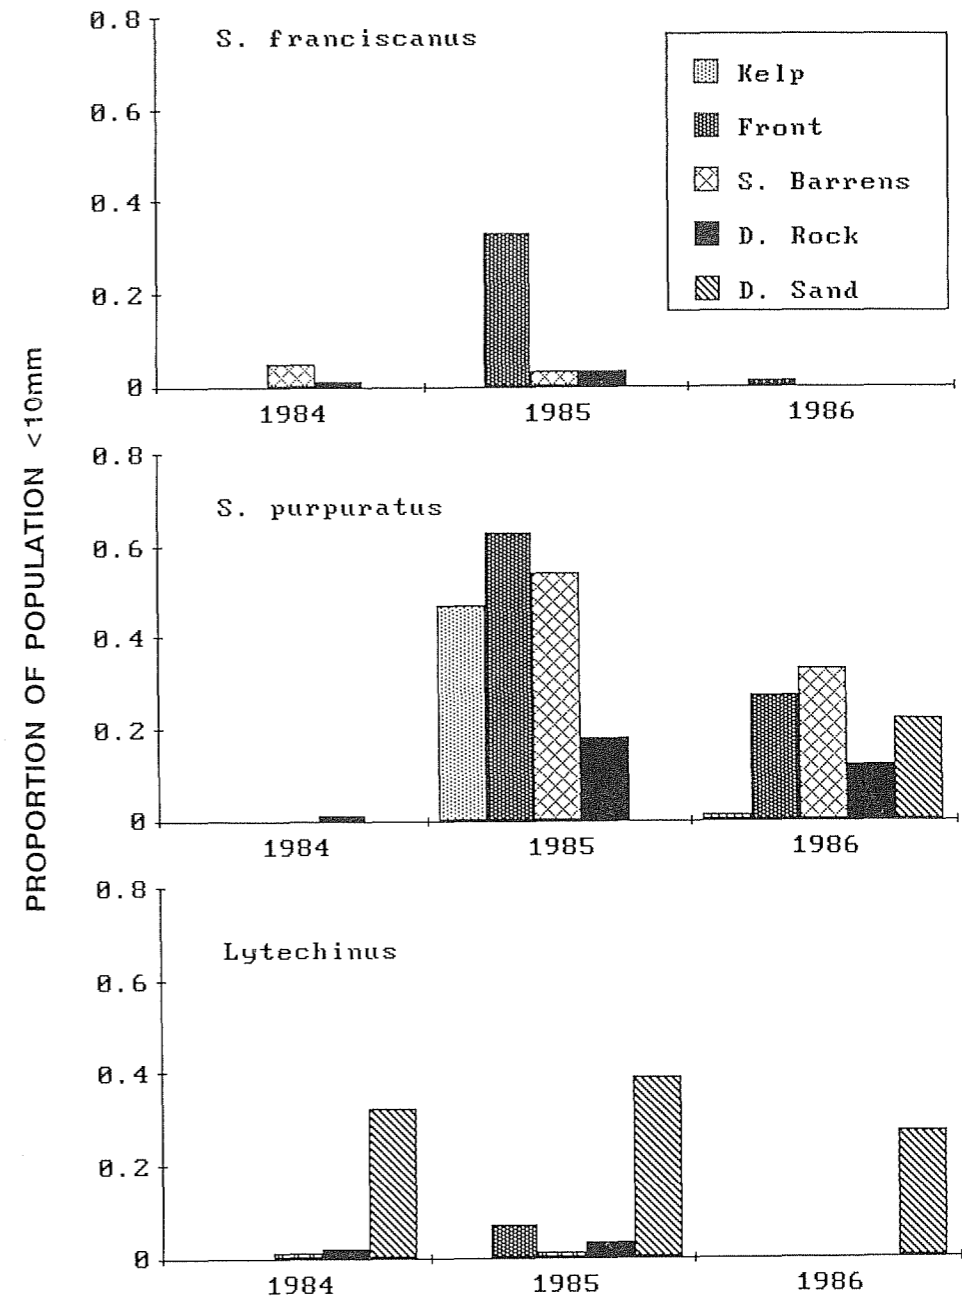 PROPORTION OF POPULATION <10mm
0.8
S. franciscanus
0.6
0.4
0.2
0
1984 1985 1986
Kelp
Front
S. Barrens
D. Rock
D. Sand
0.8
S. purpuratus
0.6
0.4
0.2
0
1984 1985 1986
0.8
Lytechinus
0.6
0.4
0.2
0
1984 1985 1986